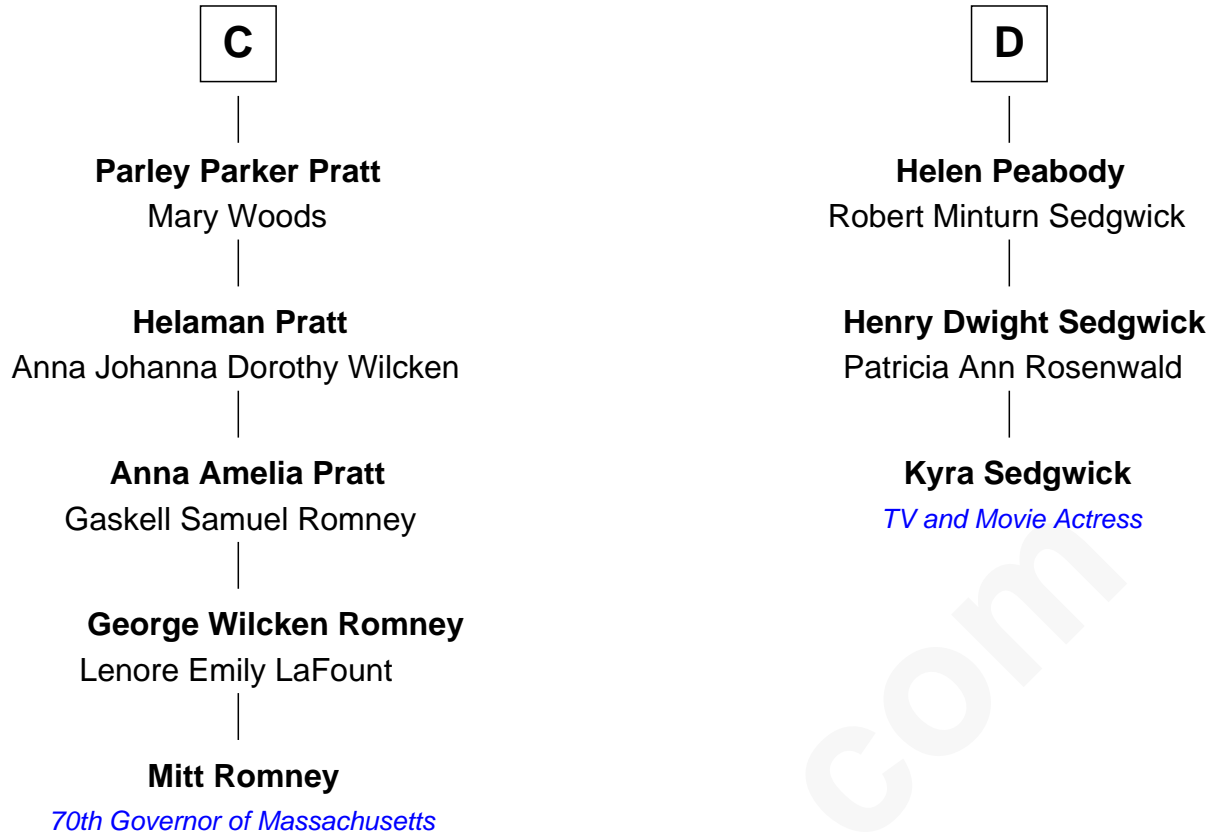 C
Parley Parker Pratt
Mary Woods
Helaman Pratt
Anna Johanna Dorothy Wilcken
Anna Amelia Pratt
Gaskell Samuel Romney
George Wilcken Romney
Lenore Emily LaFount
Mitt Romney
70th Governor of Massachusetts
D
Helen Peabody
Robert Minturn Sedgwick
Henry Dwight Sedgwick
Patricia Ann Rosenwald
Kyra Sedgwick
TV and Movie Actress
com